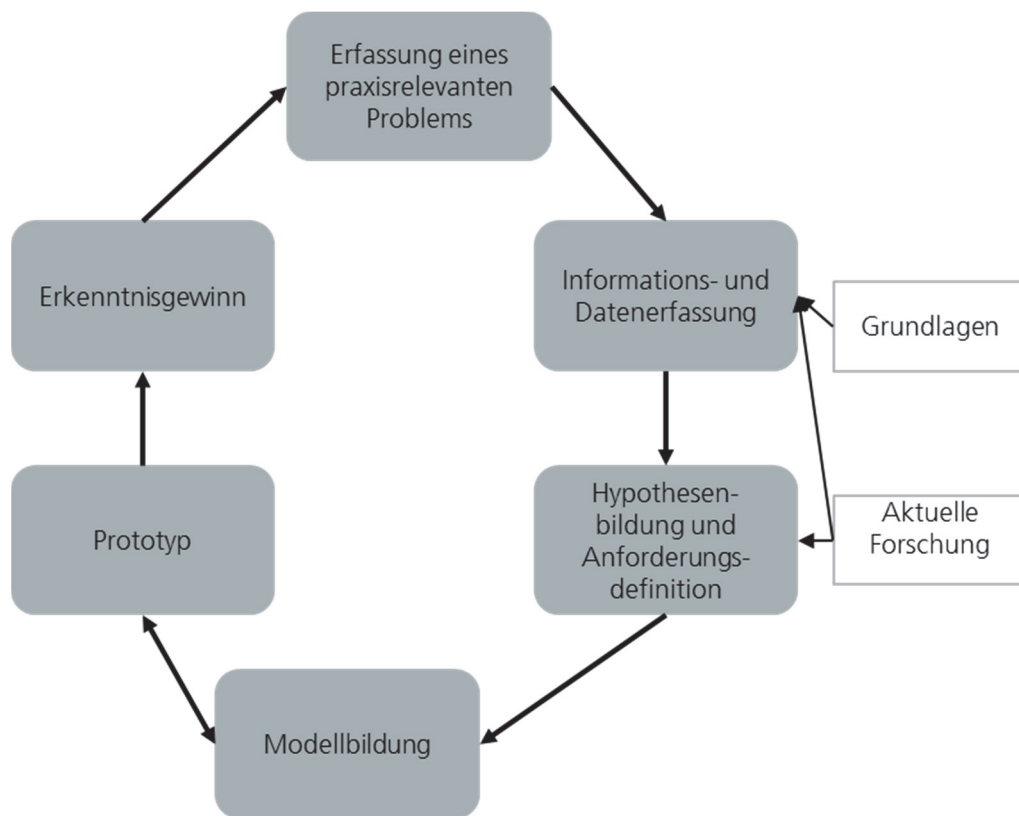 Erfassung eines
praxisrelevanten
Problems
Informations- und
Datenerfassung
Grundlagen
Hypothesen-
bildung und
Anforderungs-
definition
Aktuelle
Forschung
Modellbildung
Prototyp
Erkenntnisgewinn